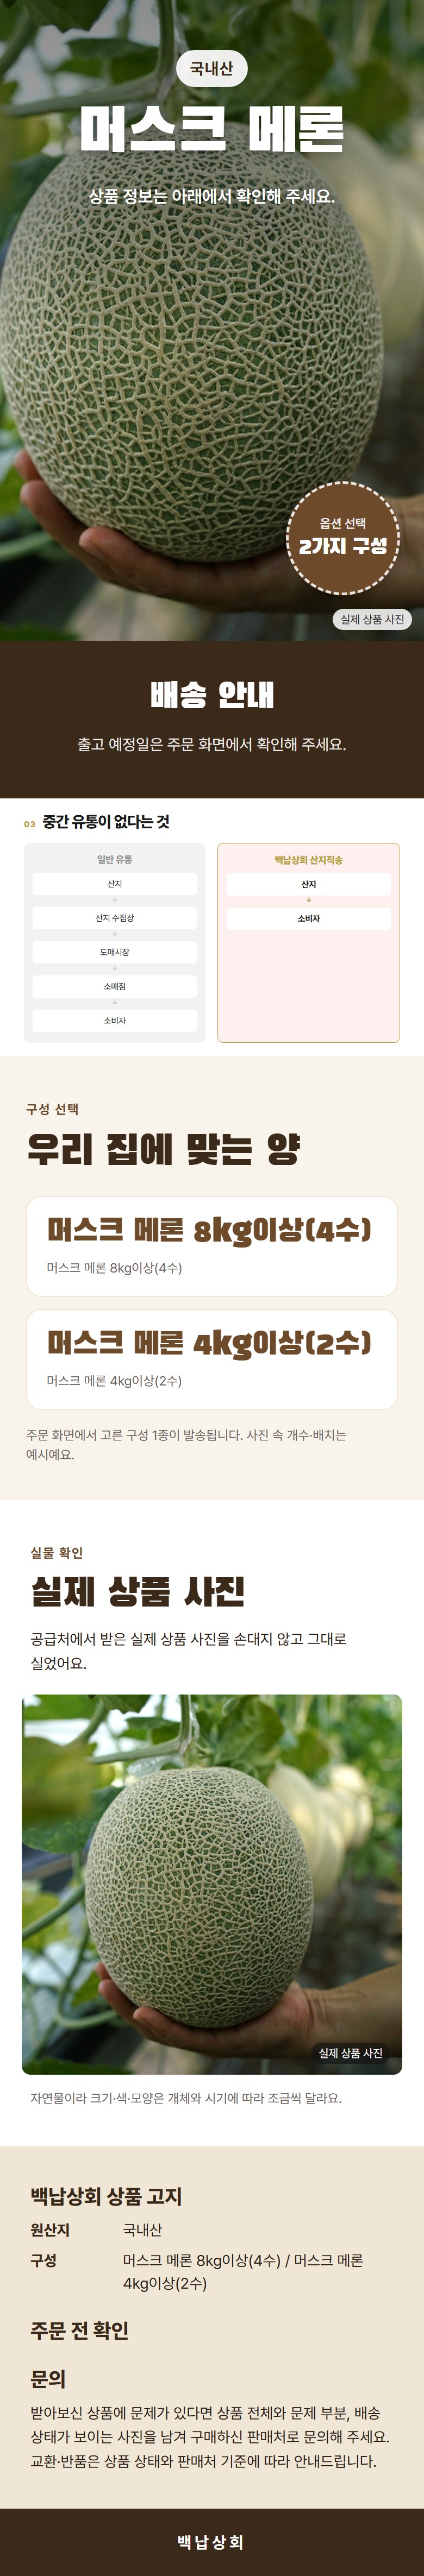 국내산
머스크 메론
상품 정보는 아래에서 확인해 주세요.
옵션 선택
2가지 구성
실제 상품 사진
배송 안내
출고 예정일은 주문 화면에서 확인해 주세요.
03 중간 유통이 없다는 것
일반 유통
산지
↓
산지 수집상
↓
도매시장
↓
소매점
↓
소비자
백납상회 산지직송
산지
↓
소비자
구성 선택
우리 집에 맞는 양
머스크 메론 8kg이상(4수)
머스크 메론 8kg이상(4수)
머스크 메론 4kg이상(2수)
머스크 메론 4kg이상(2수)
주문 화면에서 고른 구성 1종이 발송됩니다. 사진 속 개수·배치는
예시예요.
실물 확인
실제 상품 사진
공급처에서 받은 실제 상품 사진을 손대지 않고 그대로
실었어요.
실제 상품 사진
자연물이라 크기·색·모양은 개체와 시기에 따라 조금씩 달라요.
백납상회 상품 고지
원산지 국내산
구성 머스크 메론 8kg이상(4수) / 머스크 메론
4kg이상(2수)
주문 전 확인
문의
받아보신 상품에 문제가 있다면 상품 전체와 문제 부분, 배송
상태가 보이는 사진을 남겨 구매하신 판매처로 문의해 주세요.
교환·반품은 상품 상태와 판매처 기준에 따라 안내드립니다.
백납상회